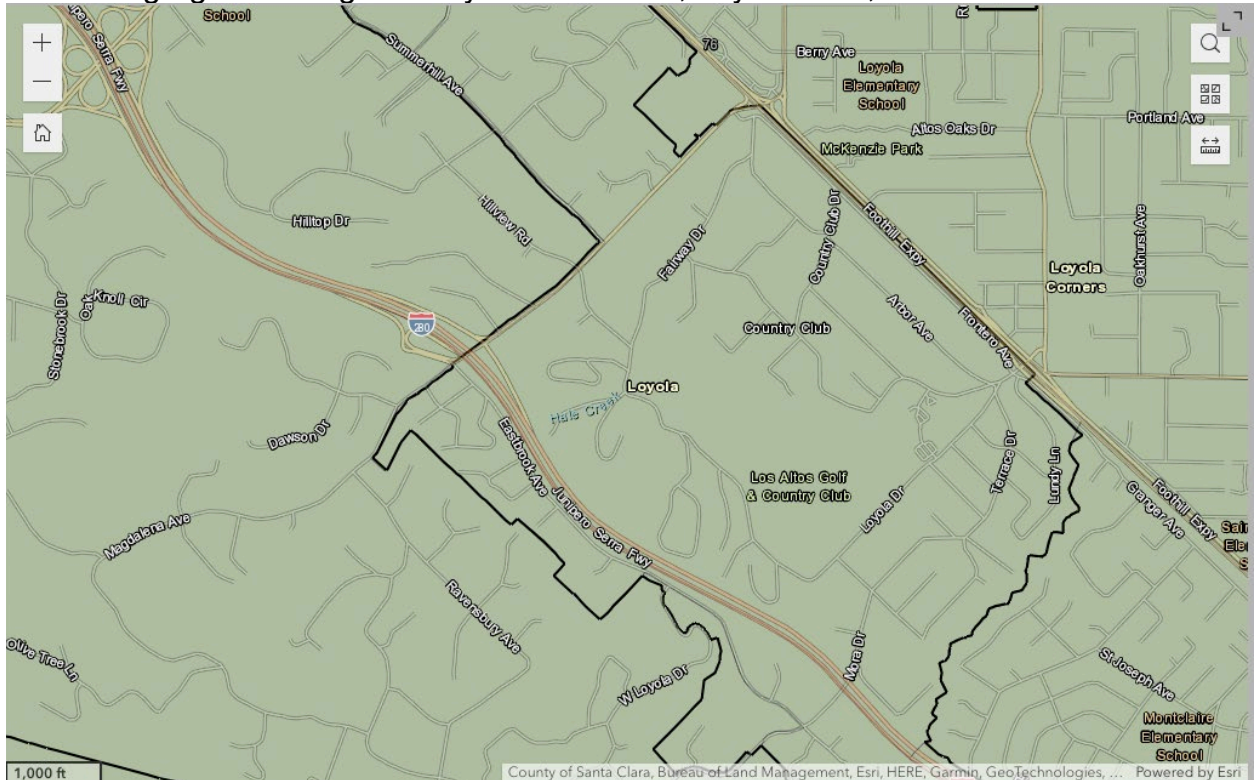 School
Junipero Serra Fwy
Summerhill Ave
76
Berry Ave
Loyola
Elementary
School
Portland Ave
Altos Oaks Dr
McKenzie Park
Hilltop Dr
Hillview Rd
Fairway Dr
Country Club Dr
Foothill Expy
Oakhurst Ave
Loyola
Corners
Stonebrook Dr
Oak Knoll Cir
280
Country Club
Arbor Ave
Frontero Ave
Loyola
Hale Creek
Dawson Dr
Eastbrook Ave
Los Altos Golf
& Country Club
Terrace Dr
Lundy Ln
Loyola Dr
Granger Ave
Foothill Expy
Magdalena Ave
Junipero Serra Fwy
Ravensbury Ave
Olive Tree Ln
W Loyola Dr
Mora Dr
St Joseph Ave
Montclaire
Elementary
School
1,000 ft
County of Santa Clara, Bureau of Land Management, Esri, HERE, Garmin, GeoTechnologies, ... Powered by Esri